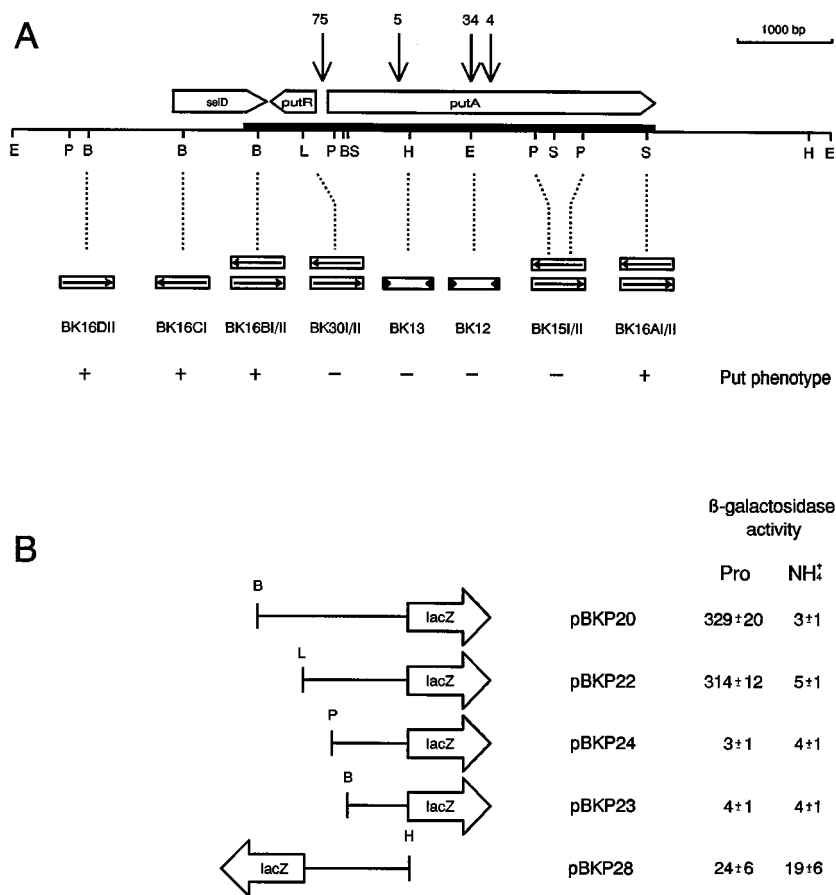 A
75 5 34 4
1000 bp
selD putR putA
E P B B B L P BS H E P S P S H E
BK16DII BK16CI BK16BI/II BK30I/II BK13 BK12 BK15I/II BK16AI/II
+ + + − − − − + Put phenotype
B
ß-galactosidase
activity
Pro NH₄⁺
B
lacZ pBKP20 329±20 3±1
L
lacZ pBKP22 314±12 5±1
P
lacZ pBKP24 3±1 4±1
B
lacZ pBKP23 4±1 4±1
H
lacZ pBKP28 24±6 19±6